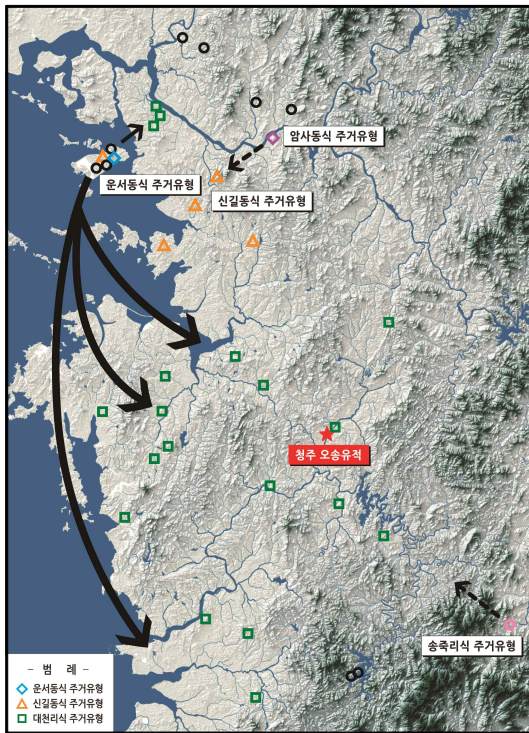 암사동식 주거유형
운서동식 주거유형
신길동식 주거유형
청주 오송유적
송죽리식 주거유형
- 범 례 -
운서동식 주거유형
신길동식 주거유형
대천리식 주거유형